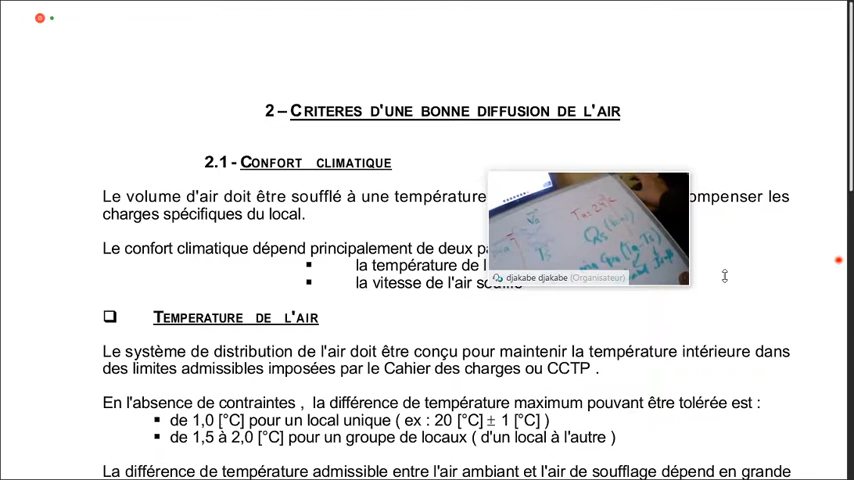 2 – CRITERES D'UNE BONNE DIFFUSION DE L'AIR
2.1 - CONFORT CLIMATIQUE
Le volume d'air doit être soufflé à une température ompenser les
charges spécifiques du local.
Le confort climatique dépend principalement de deux pa
la température de l
la vitesse de l'air soufflé
djakabe djakabe (Organisateur)
TEMPERATURE DE L'AIR
Le système de distribution de l'air doit être conçu pour maintenir la température intérieure dans
des limites admissibles imposées par le Cahier des charges ou CCTP .
En l'absence de contraintes , la différence de température maximum pouvant être tolérée est :
de 1,0 [°C] pour un local unique ( ex : 20 [°C] ± 1 [°C] )
de 1,5 à 2,0 [°C] pour un groupe de locaux ( d'un local à l'autre )
La différence de température admissible entre l'air ambiant et l'air de soufflage dépend en grande